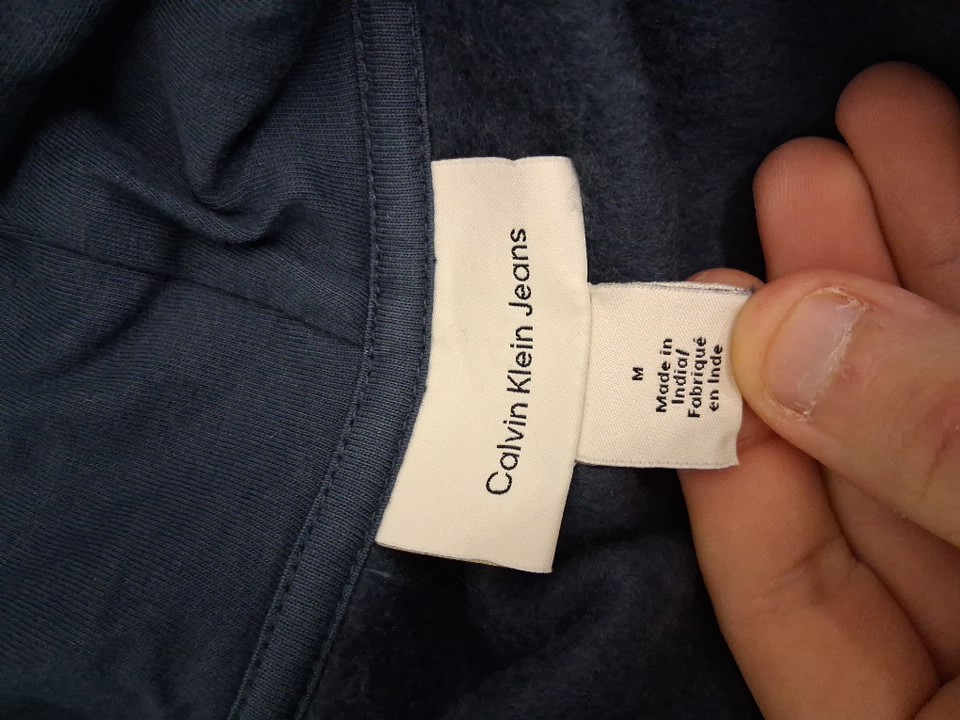 Calvin Klein Jeans
M
Made in
India/
Fabriqué
en Inde